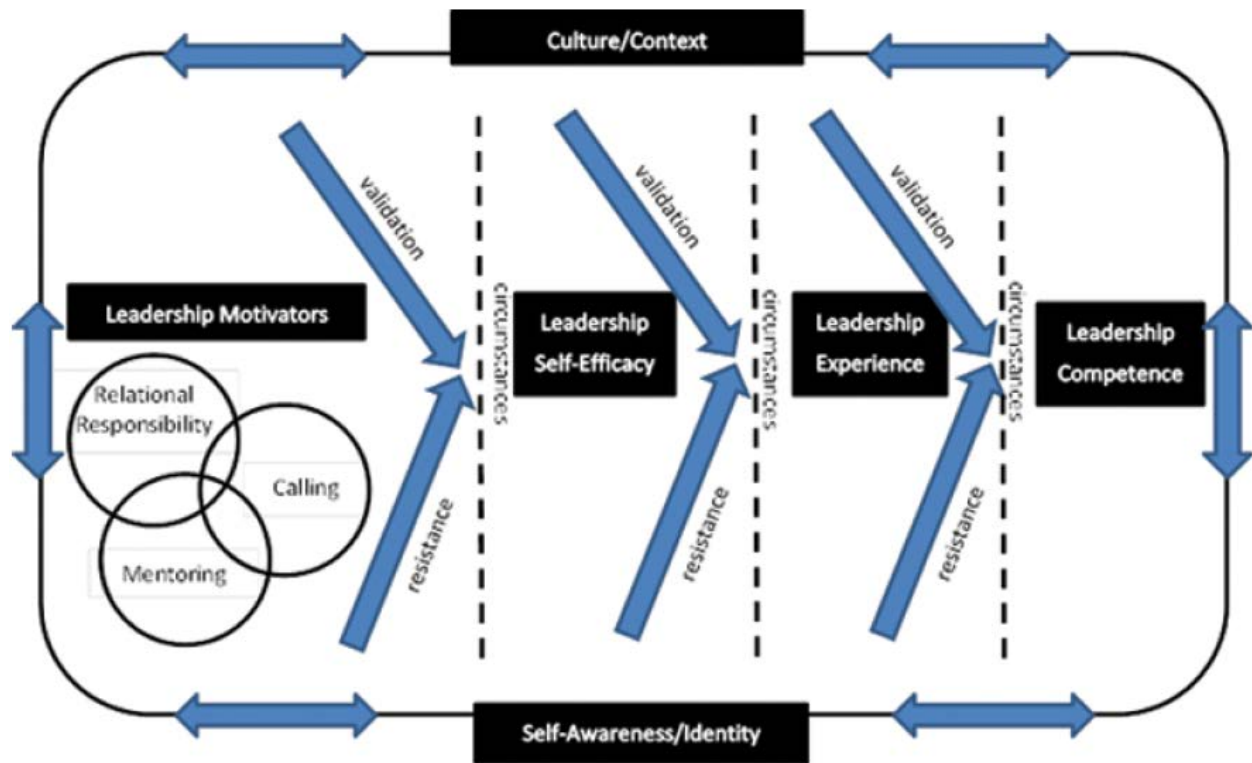 Culture/Context
validation
validation
validation
circumstances
circumstances
circumstances
Leadership Motivators
Leadership
Self-Efficacy
Leadership
Experience
Leadership
Competence
Relational
Responsibility
Calling
Mentoring
resistance
resistance
resistance
Self-Awareness/Identity